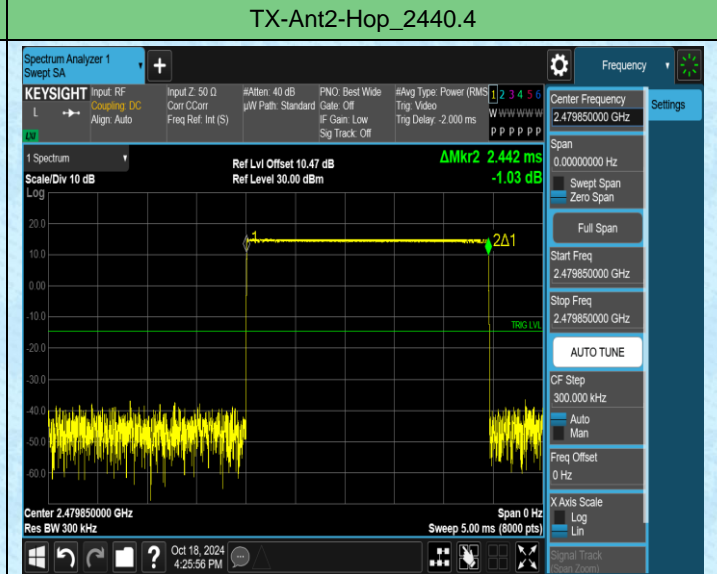 TX-Ant2-Hop_2440.4
Spectrum Analyzer 1
Swept SA
Frequency
KEYSIGHT
L
Input: RF
Coupling: DC
Align: Auto
Input Z: 50 Ω
Corr CCorr
Freq Ref: Int (S)
#Atten: 40 dB
µW Path: Standard
PNO: Best Wide
Gate: Off
IF Gain: Low
Sig Track: Off
#Avg Type: Power (RMS
Trig: Video
Trig Delay: -2.000 ms
1 2 3 4 5 6
W W W W W W
P P P P P P
1 Spectrum
Scale/Div 10 dB
Log
Ref Lvl Offset 10.47 dB
Ref Level 30.00 dBm
ΔMkr2 2.442 ms
-1.03 dB
20.0
10.0
0.00
-10.0
-20.0
-30.0
-40.0
-50.0
-60.0
1
2Δ1
TRIG LVL
Center 2.479850000 GHz
Res BW 300 kHz
Span 0 Hz
Sweep 5.00 ms (8000 pts)
Oct 18, 2024
4:25:56 PM
Center Frequency
2.479850000 GHz
Settings
Span
0.00000000 Hz
Swept Span
Zero Span
Full Span
Start Freq
2.479850000 GHz
Stop Freq
2.479850000 GHz
AUTO TUNE
CF Step
300.000 kHz
Auto
Man
Freq Offset
0 Hz
X Axis Scale
Log
Lin
Signal Track
(Span Zoom)